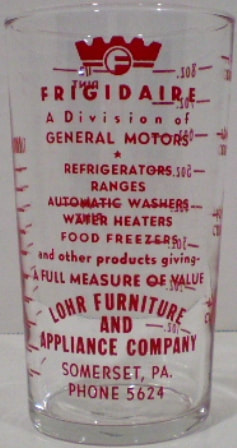 F
FRIGIDAIRE
A Division of
GENERAL MOTORS
REFRIGERATORS
RANGES
AUTOMATIC WASHERS
WATER HEATERS
FOOD FREEZERS
and other products giving-
A FULL MEASURE OF VALUE
LOHR FURNITURE
AND
APPLIANCE COMPANY
SOMERSET, PA.
PHONE 5624